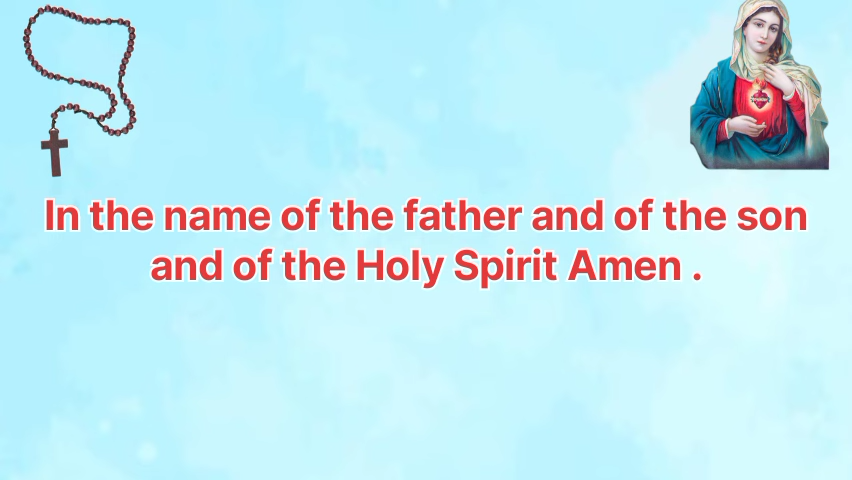 In the name of the father and of the son
and of the Holy Spirit Amen .